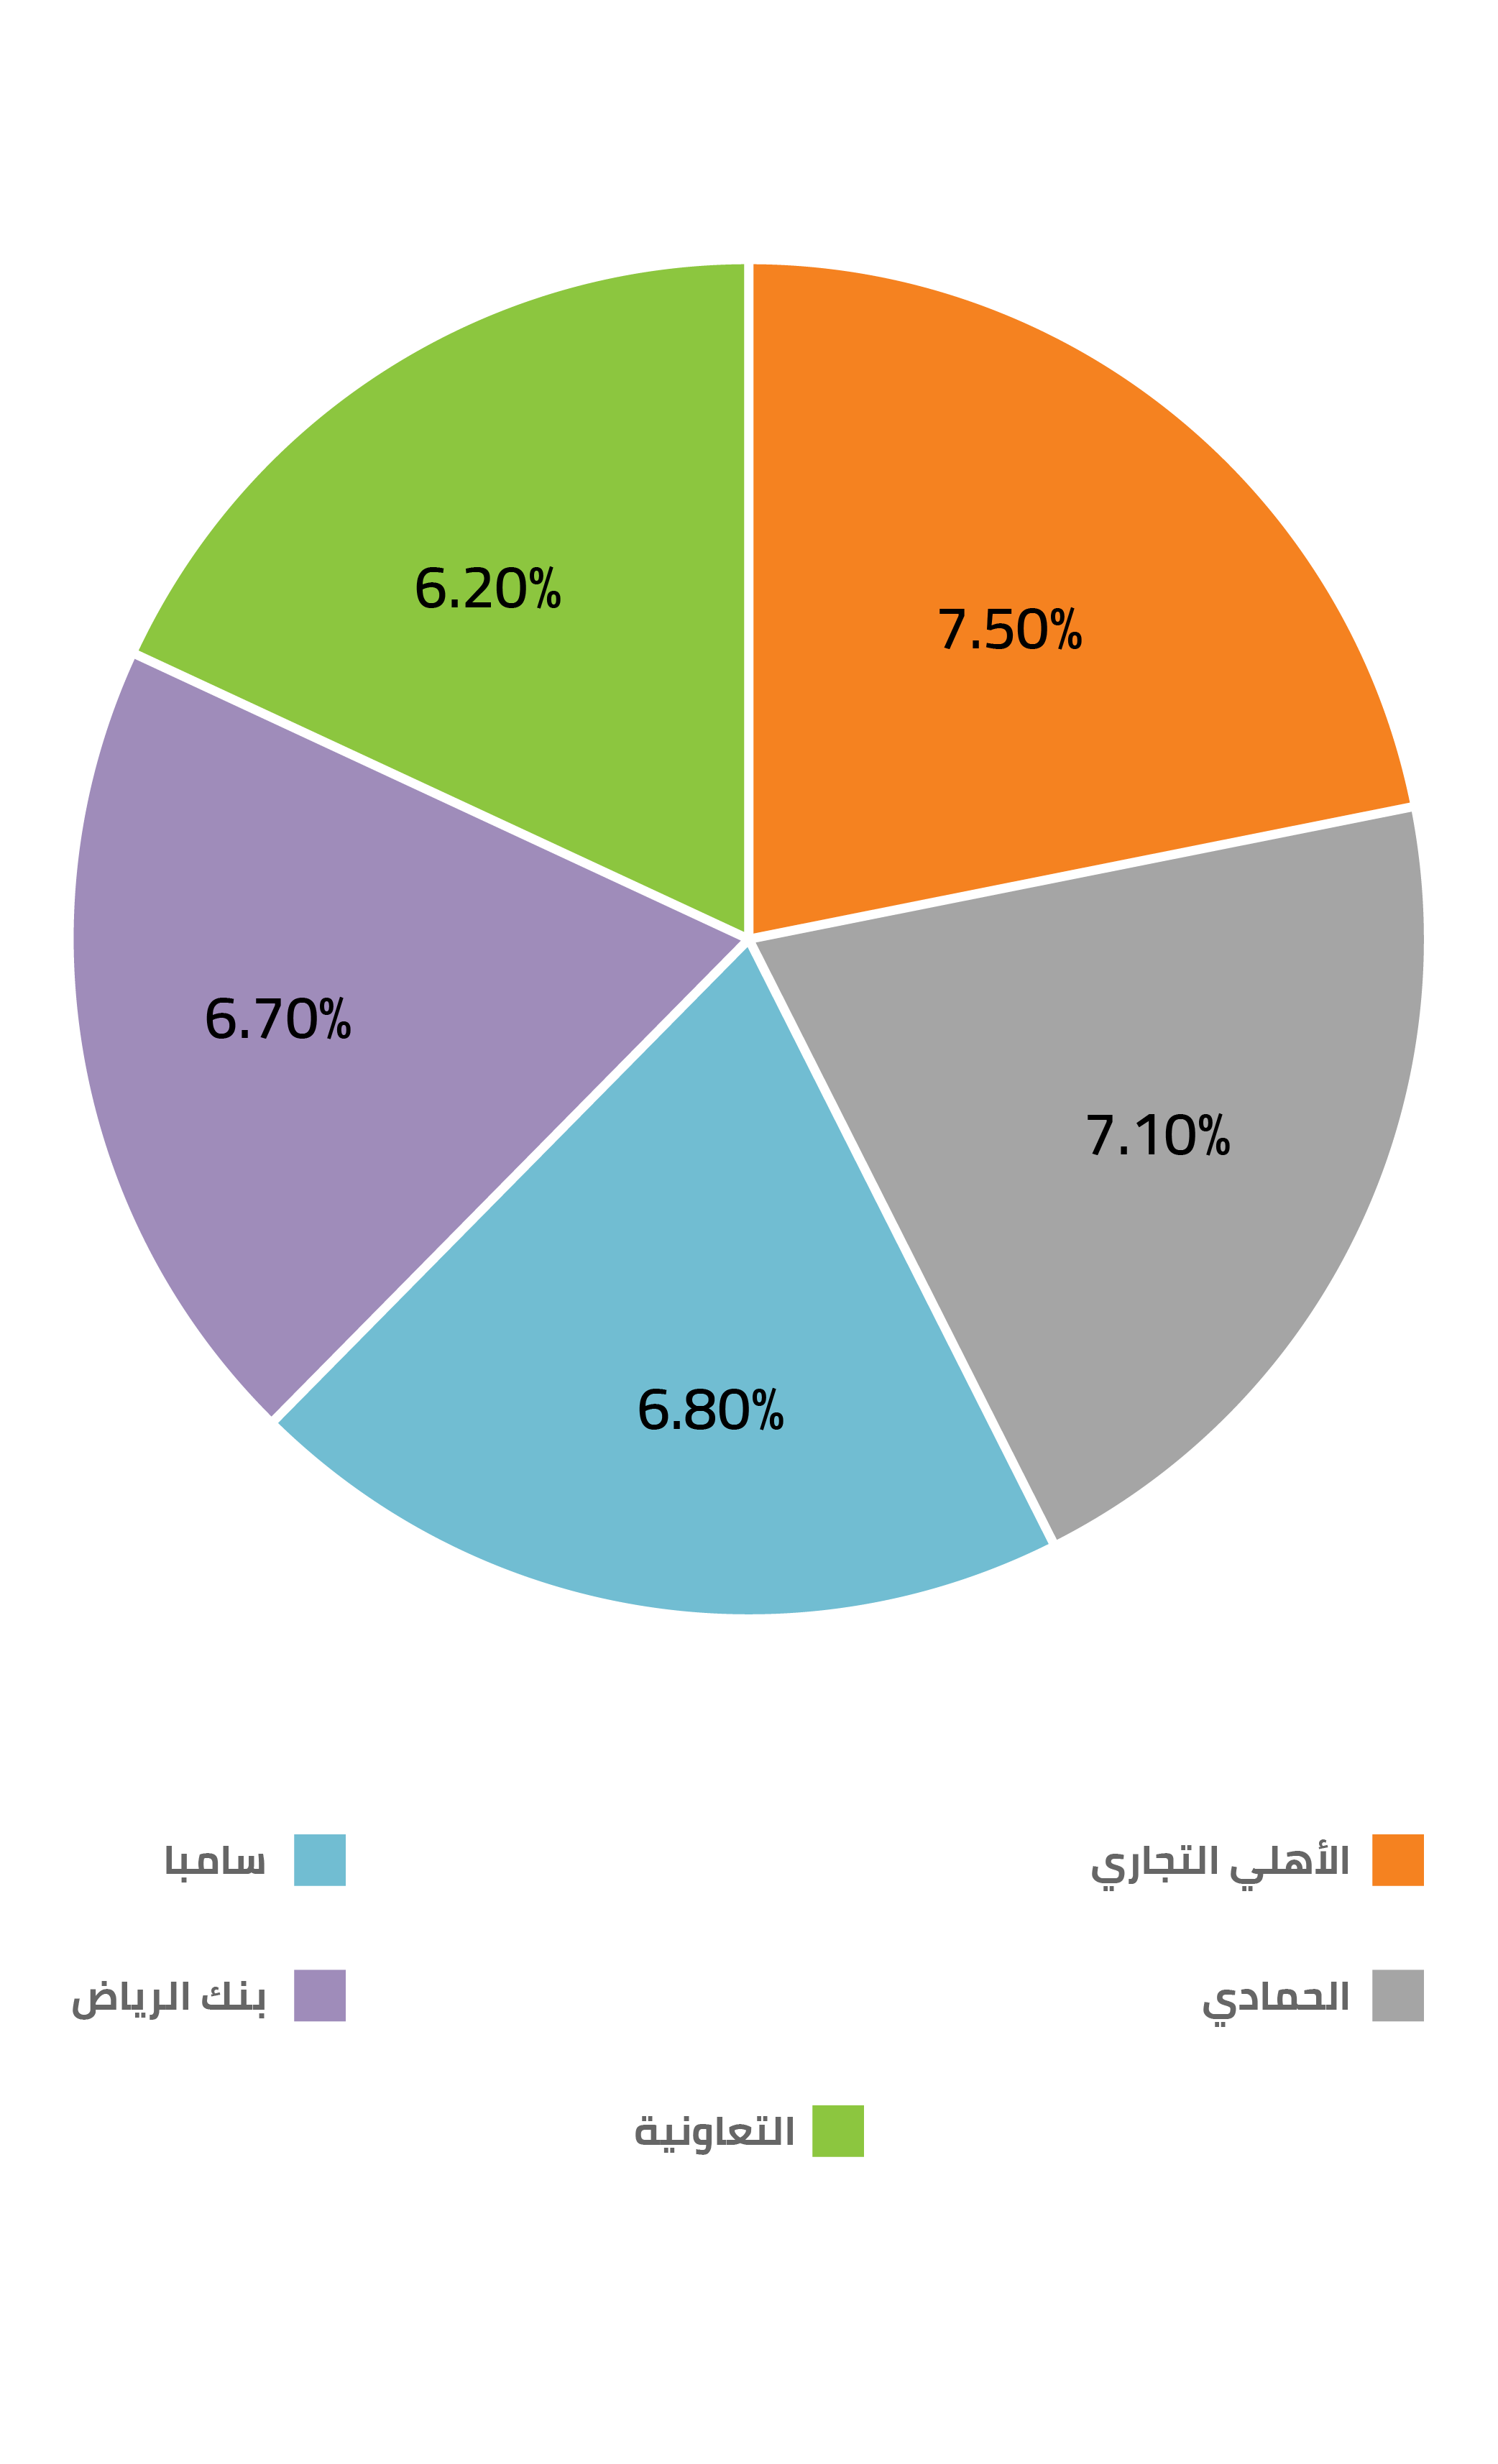 6.20%
7.50%
6.70%
7.10%
6.80%
الأهلي التجاري
سامبا
الحمادي
بنك الرياض
التعاونية